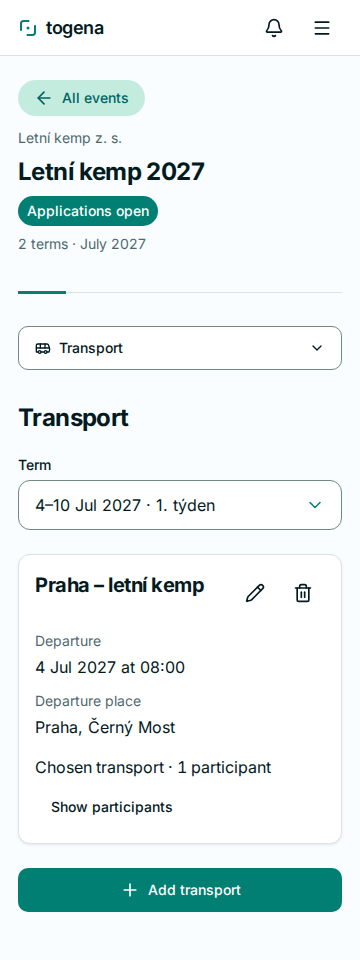 togena
All events
Letní kemp z. s.
Letní kemp 2027
Applications open
2 terms · July 2027
Transport
Transport
Term
4–10 Jul 2027 · 1. týden
Praha – letní kemp
Departure
4 Jul 2027 at 08:00
Departure place
Praha, Černý Most
Chosen transport · 1 participant
Show participants
Add transport